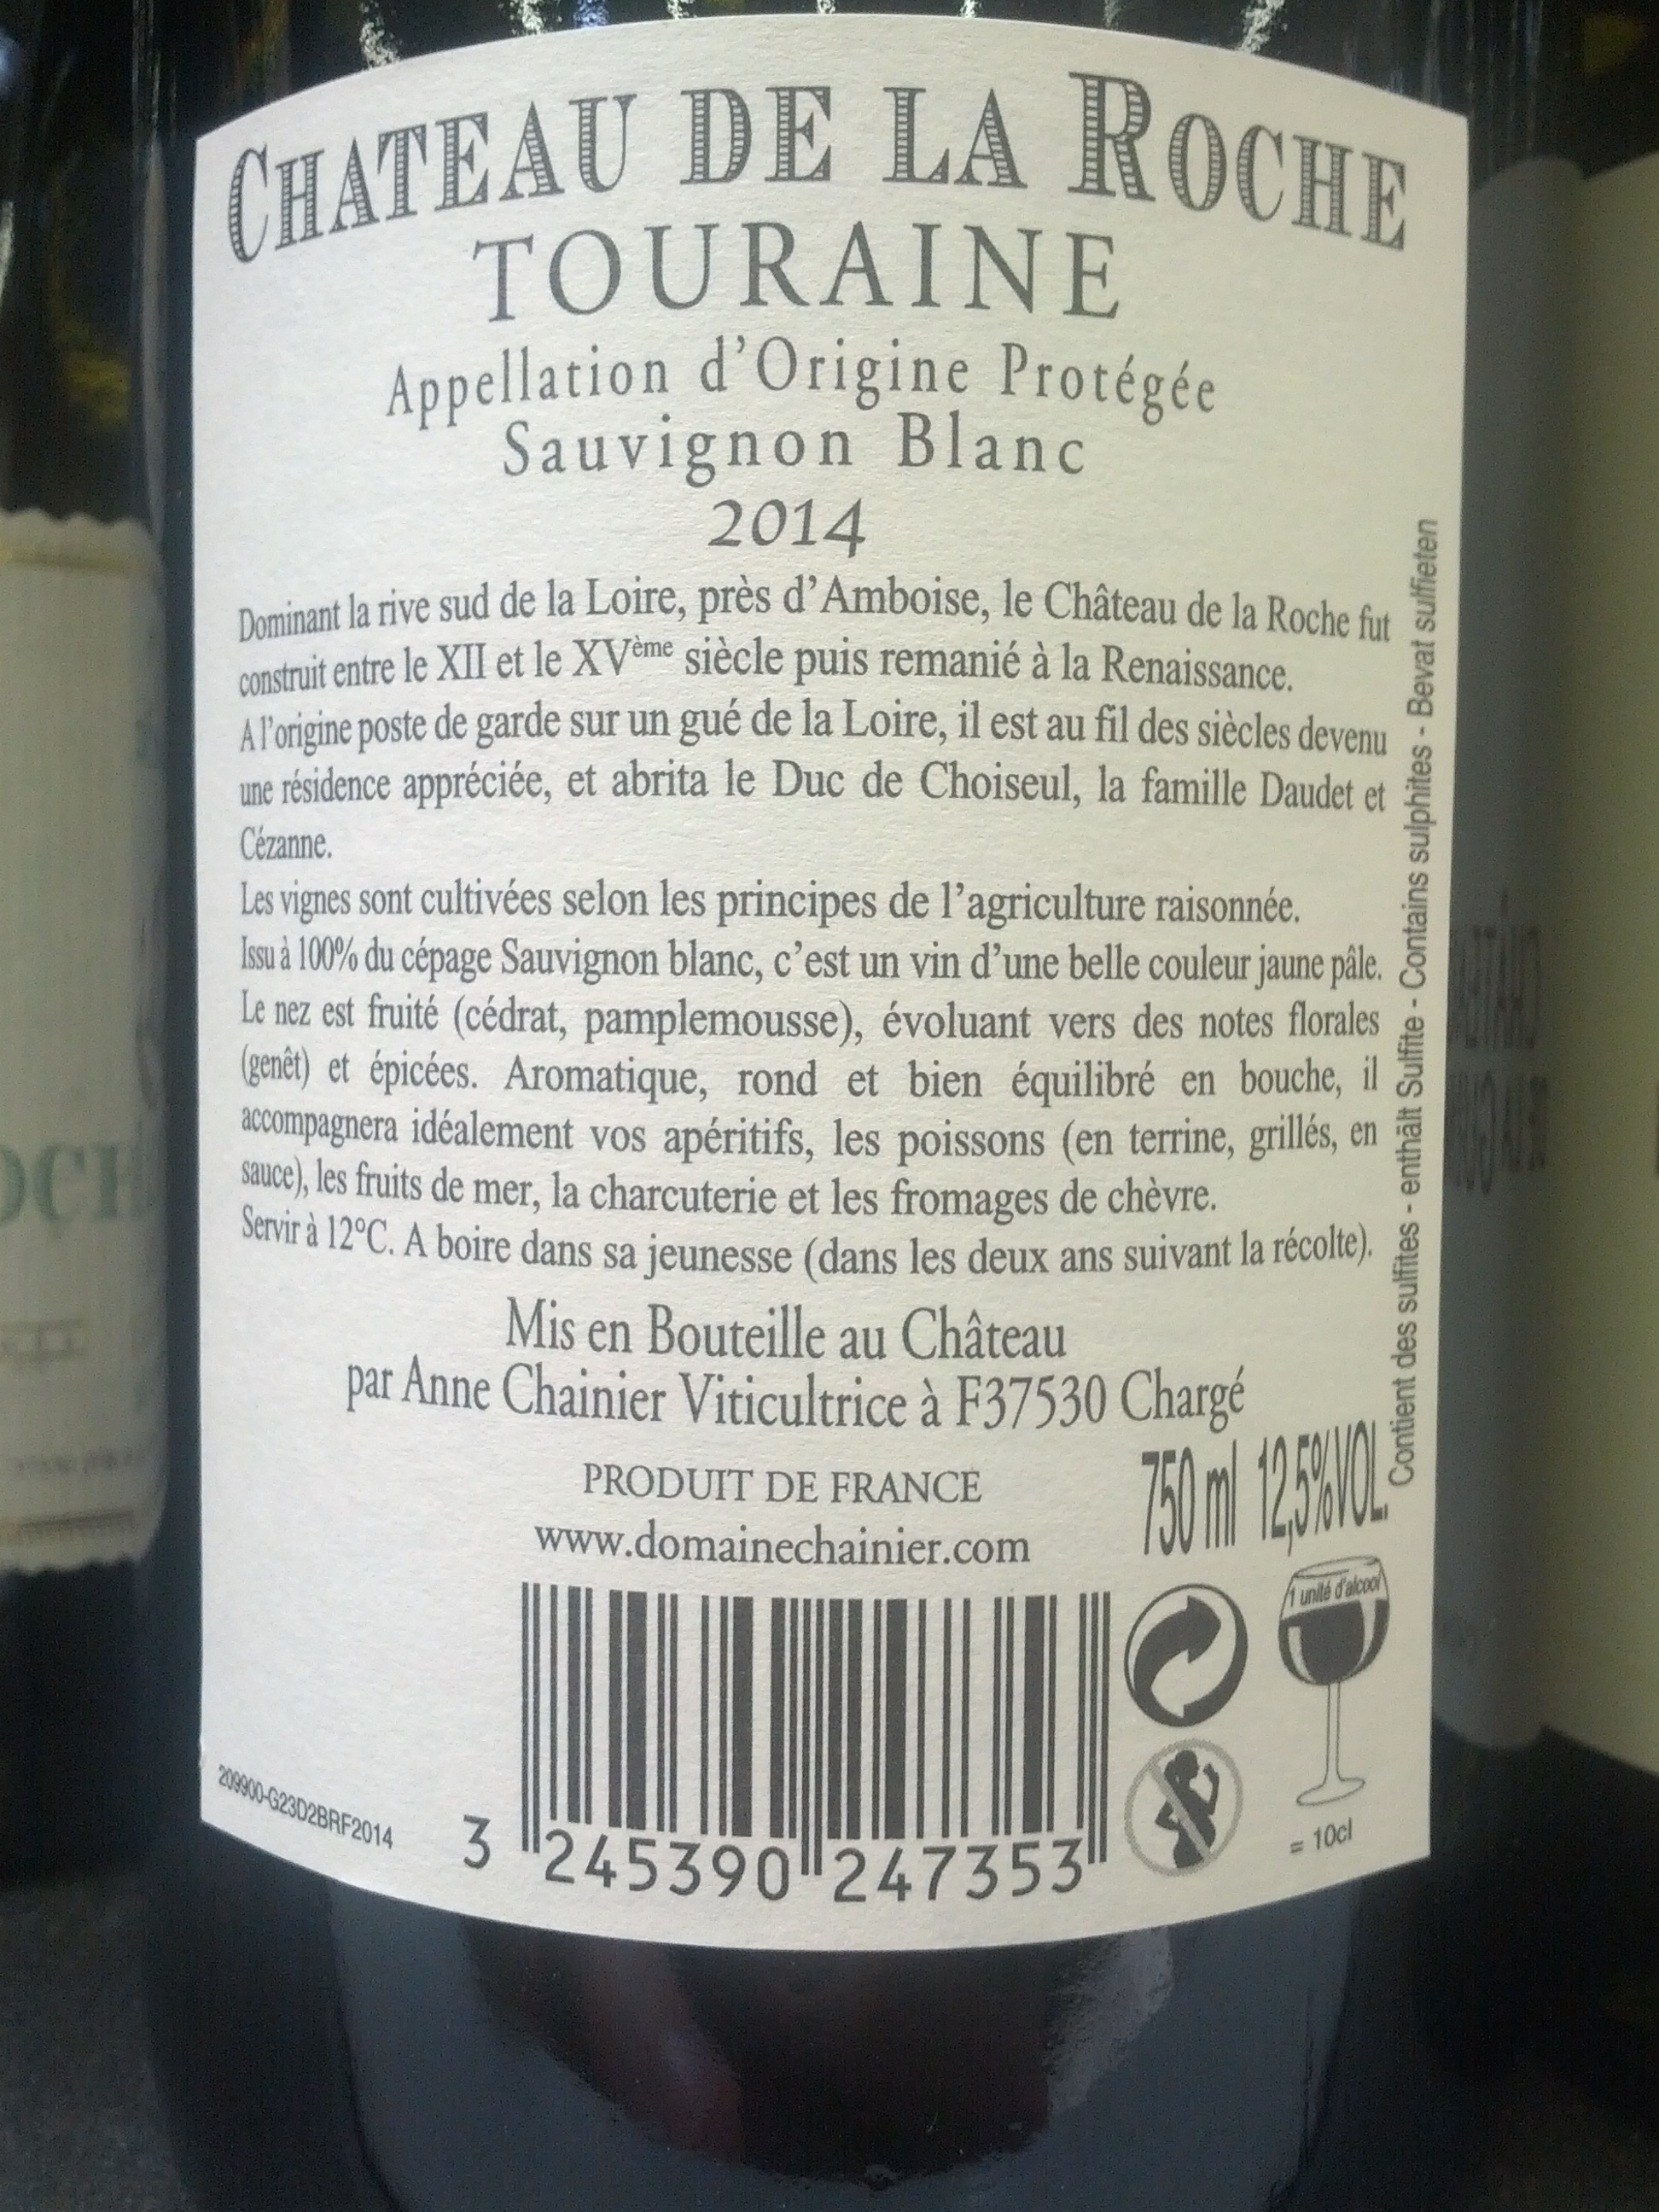 CHATEAU DE LA ROCHE
TOURAINE
Appellation d'Origine Protégée
Sauvignon Blanc
2014
Dominant la rive sud de la Loire, près d'Amboise, le Château de la Roche fut
construit entre le XII et le XVème siècle puis remanié à la Renaissance.
A l'origine poste de garde sur un gué de la Loire, il est au fil des siècles devenu
une résidence appréciée, et abrita le Duc de Choiseul, la famille Daudet et
Cézanne.
Les vignes sont cultivées selon les principes de l'agriculture raisonnée.
Issu à 100% du cépage Sauvignon blanc, c'est un vin d'une belle couleur jaune pâle.
Le nez est fruité (cédrat, pamplemousse), évoluant vers des notes florales
(genêt) et épicées. Aromatique, rond et bien équilibré en bouche, il
accompagnera idéalement vos apéritifs, les poissons (en terrine, grillés, en
sauce), les fruits de mer, la charcuterie et les fromages de chèvre.
Servir à 12°C. A boire dans sa jeunesse (dans les deux ans suivant la récolte).
Contient des sulfites - enthält Sulfite - Contains sulphites - Bevat sulfieten
Mis en Bouteille au Château
par Anne Chainier Viticultrice à F37530 Chargé
PRODUIT DE FRANCE
www.domainechainier.com
750 ml 12,5%VOL.
1 unité d'alcool
= 10cl
209900-G23D2BRF2014
3 245390 247353